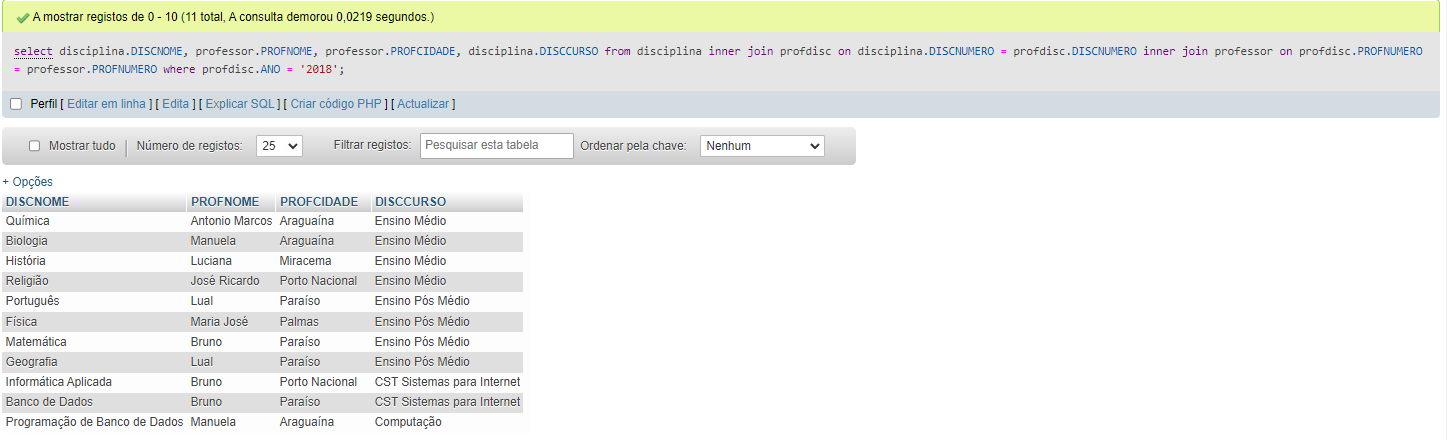 A mostrar registos de 0 - 10 (11 total, A consulta demorou 0,0219 segundos.)
select disciplina.DISCNOME, professor.PROFNOME, professor.PROFCIDADE, disciplina.DISCCURSO from disciplina inner join profdisc on disciplina.DISCNUMERO = profdisc.DISCNUMERO inner join professor on profdisc.PROFNUMERO
= professor.PROFNUMERO where profdisc.ANO = '2018';
Perfil [ Editar em linha ] [ Edita ] [ Explicar SQL ] [ Criar código PHP ] [ Actualizar ]
Mostrar tudo | Número de registos: 25 Filtrar registos: Pesquisar esta tabela Ordenar pela chave: Nenhum
+ Opções
DISCNOME PROFNOME PROFCIDADE DISCCURSO
Química Antonio Marcos Araguaína Ensino Médio
Biologia Manuela Araguaína Ensino Médio
História Luciana Miracema Ensino Médio
Religião José Ricardo Porto Nacional Ensino Médio
Português Lual Paraíso Ensino Pós Médio
Física Maria José Palmas Ensino Pós Médio
Matemática Bruno Paraíso Ensino Pós Médio
Geografia Lual Paraíso Ensino Pós Médio
Informática Aplicada Bruno Porto Nacional CST Sistemas para Internet
Banco de Dados Bruno Paraíso CST Sistemas para Internet
Programação de Banco de Dados Manuela Araguaína Computação